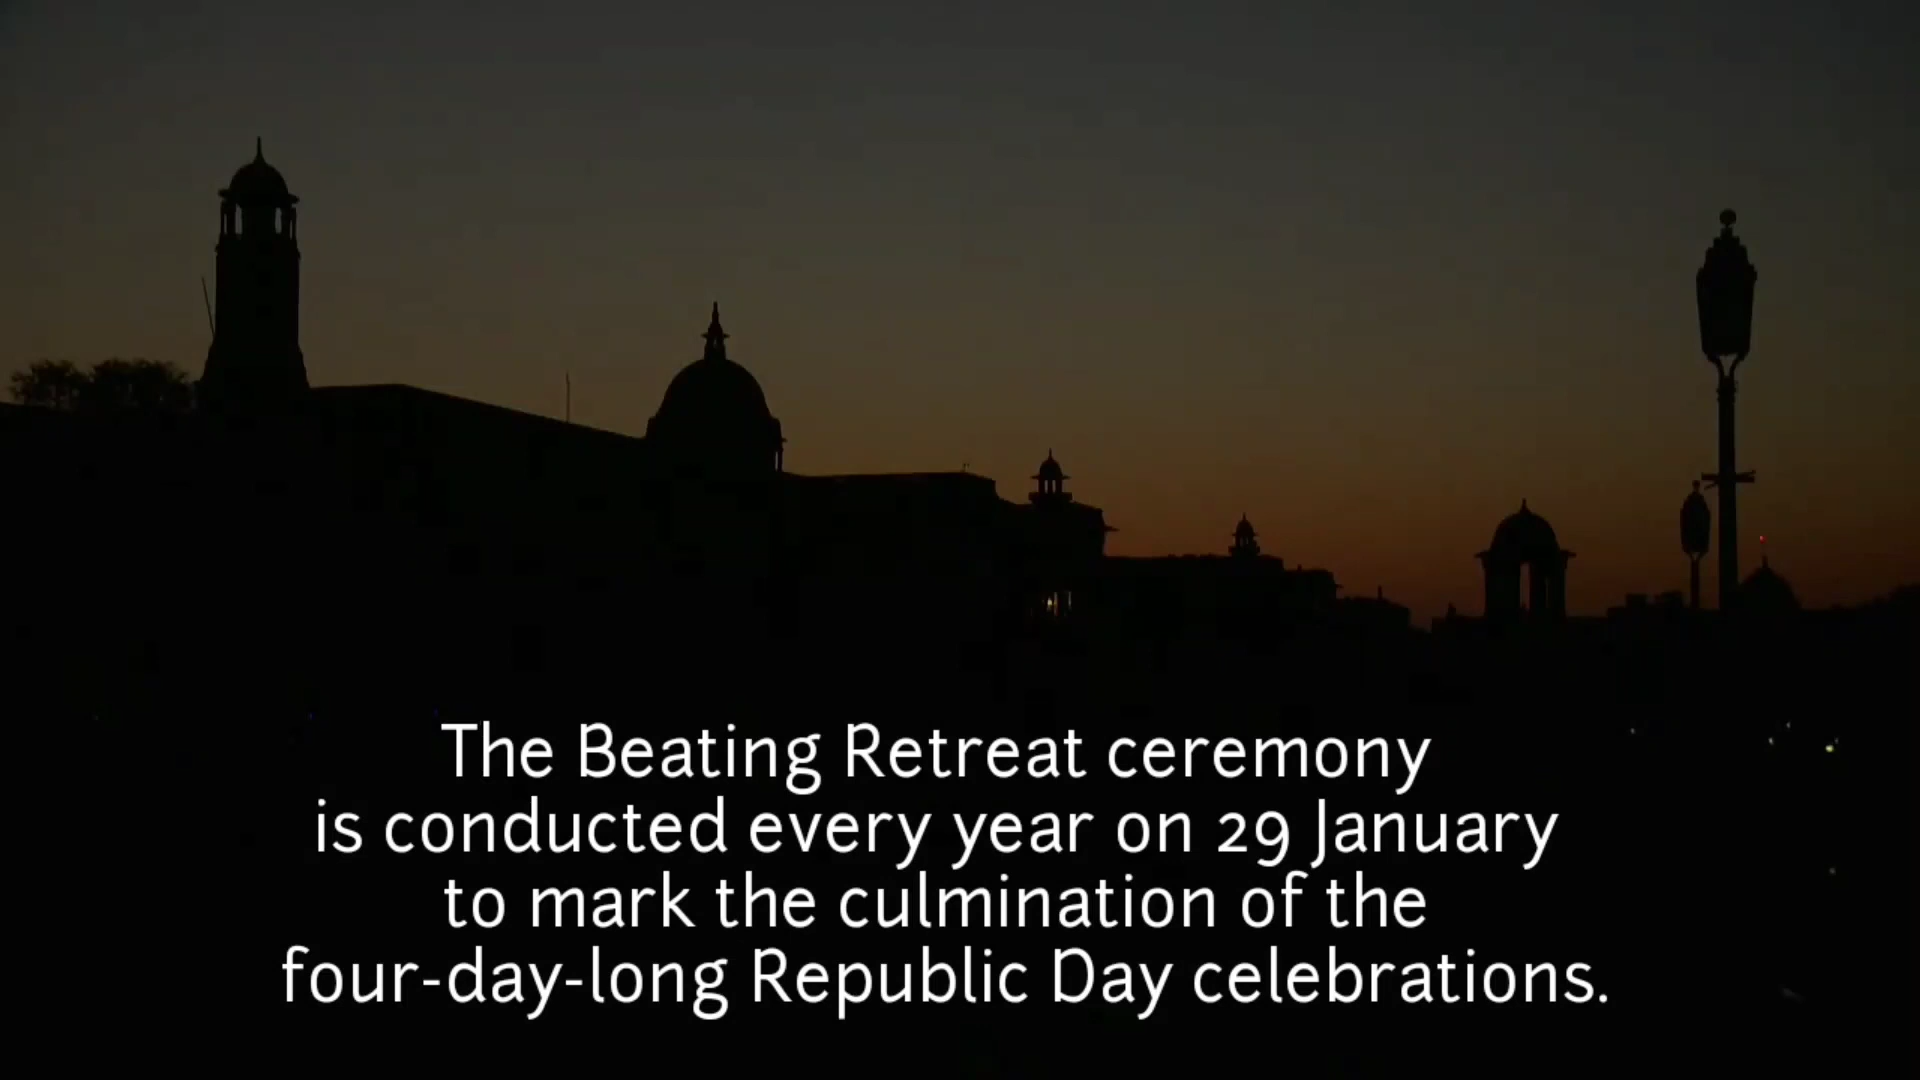 The Beating Retreat ceremony
is conducted every year on 29 January
to mark the culmination of the
four-day-long Republic Day celebrations.